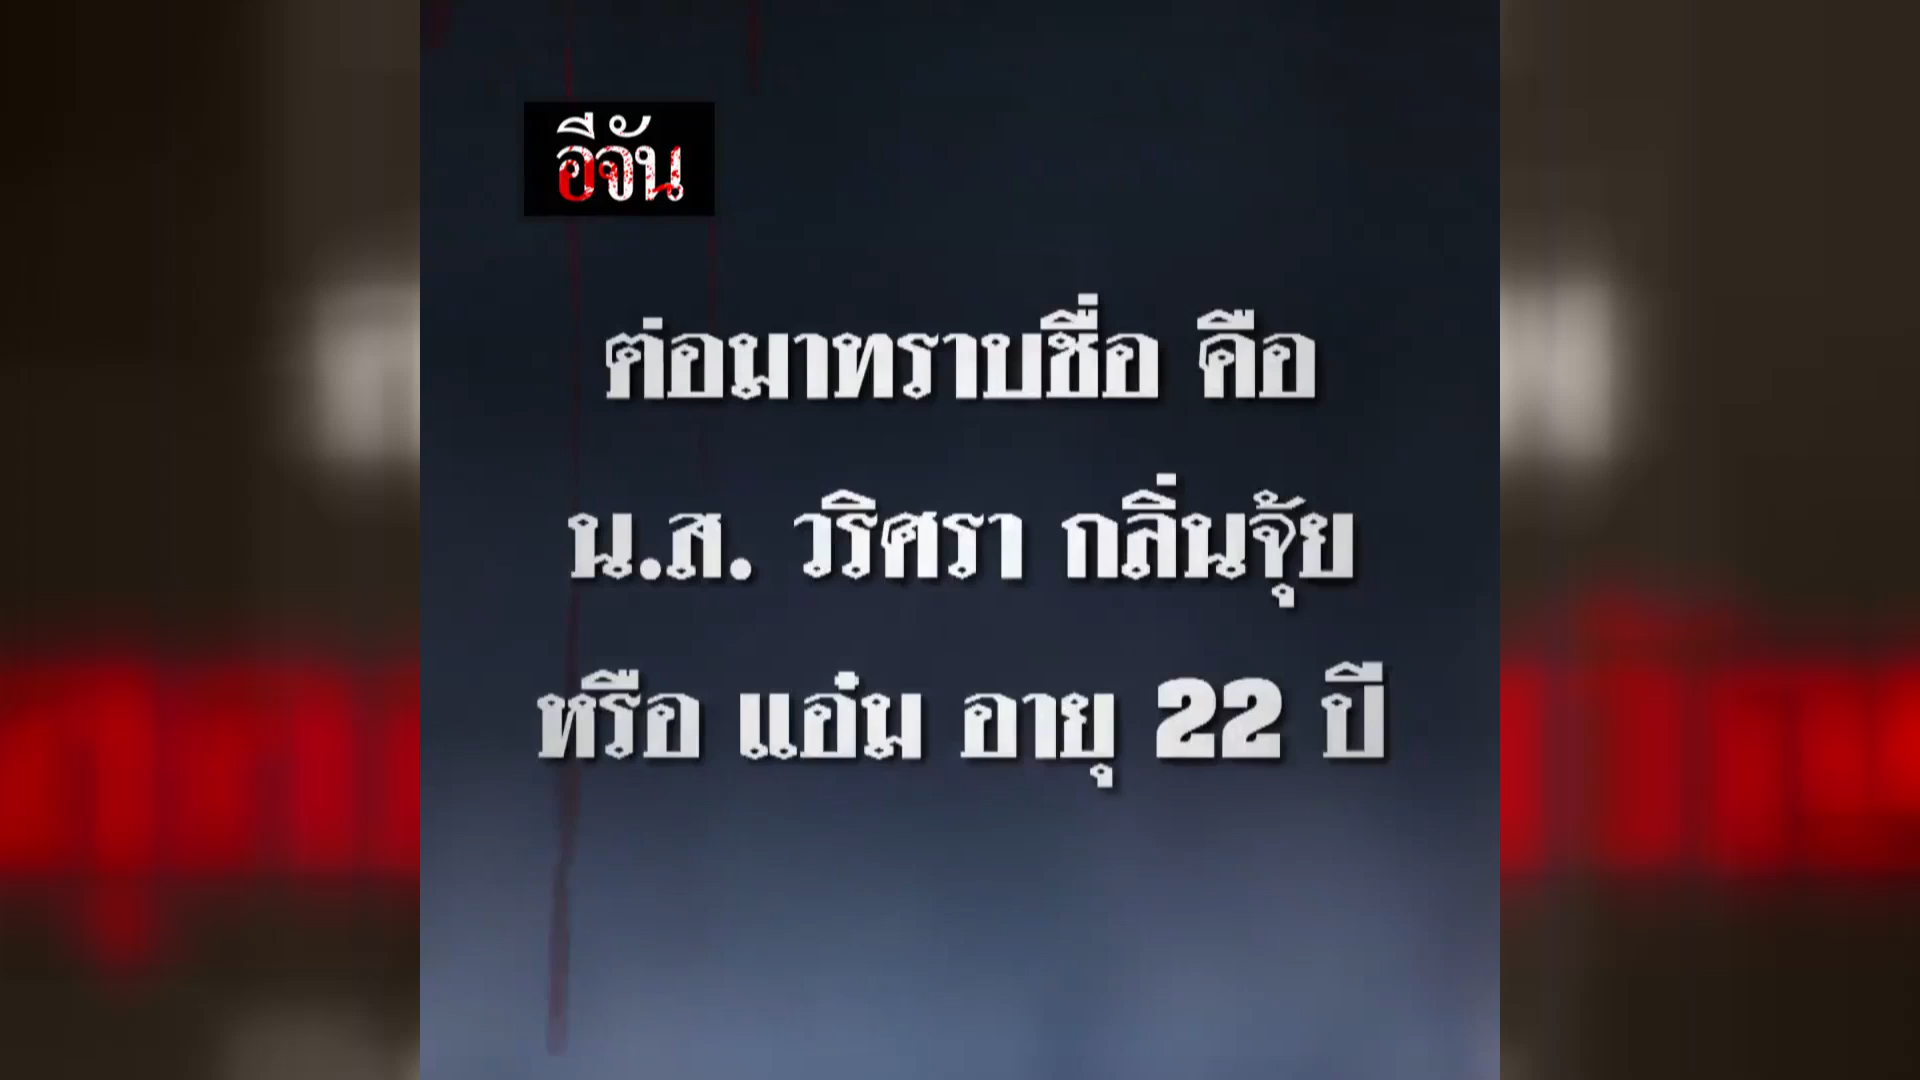 อีจัน
ต่อมาทราบชื่อ คือ
น.ส. วริศรา กลิ่นจุ้ย
หรือ แอ๋ม อายุ 22 ปี